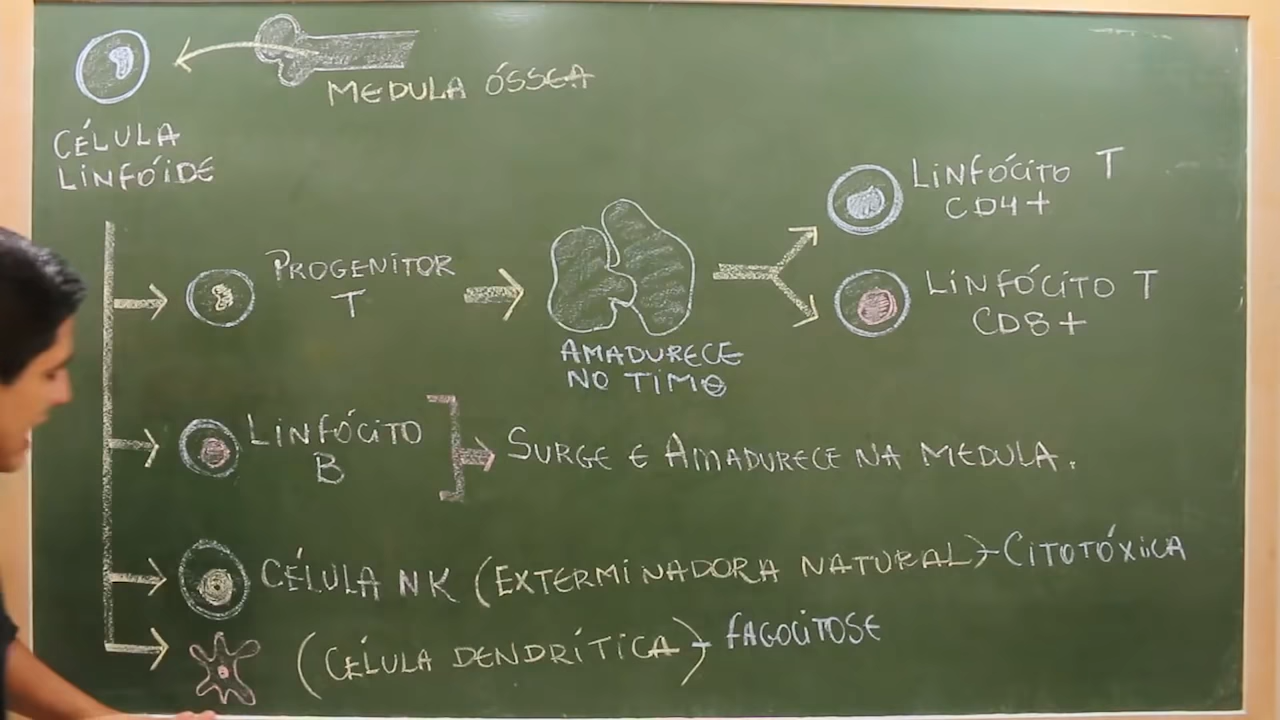 MEDULA ÓSSEA
CÉLULA
LINFÓIDE
PROGENITOR
T
AMADURECE
NO TIMO
LINFÓCITO T
CD4+
LINFÓCITO T
CD8+
LINFÓCITO
B
SURGE E AMADURECE NA MEDULA.
CÉLULA NK (EXTERMINADORA NATURAL) - CITOTÓXICA
(CÉLULA DENDRÍTICA) - FAGOCITOSE